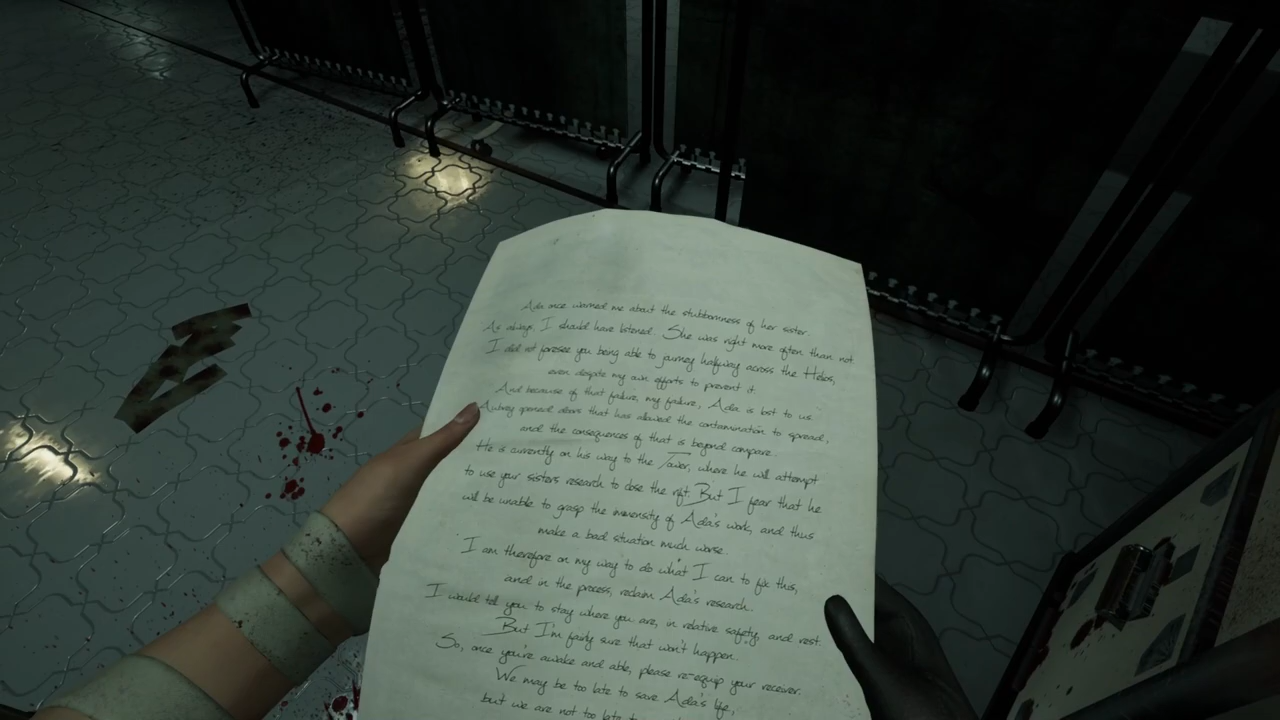 Ada once warned me about the stubbornness of her sister.
As always, I should have listened. She was right more often than not.
I did at foresee you being able to journey halfway across the Helios,
even despite my own efforts to prevent it.
And because of that failure, my failure, Ada is lost to us.
Aubrey opened doors that has allowed the contamination to spread,
and the consequences of that is beyond compare.
He is currently on his way to the Tower, where he will attempt
to use your sisters research to close the rift. But I fear that he
will be unable to grasp the immensity of Ada's work, and thus
make a bad situation much worse.
I am therefore on my way to do what I can to fix this,
and in the process, reclaim Ada's research.
I would tell you to stay where you are, in relative safety, and rest.
But I'm fairly sure that won't happen.
So, once you're awake and able, please re-equip your receiver.
We may be too late to save Ada's life,
but we are not too late